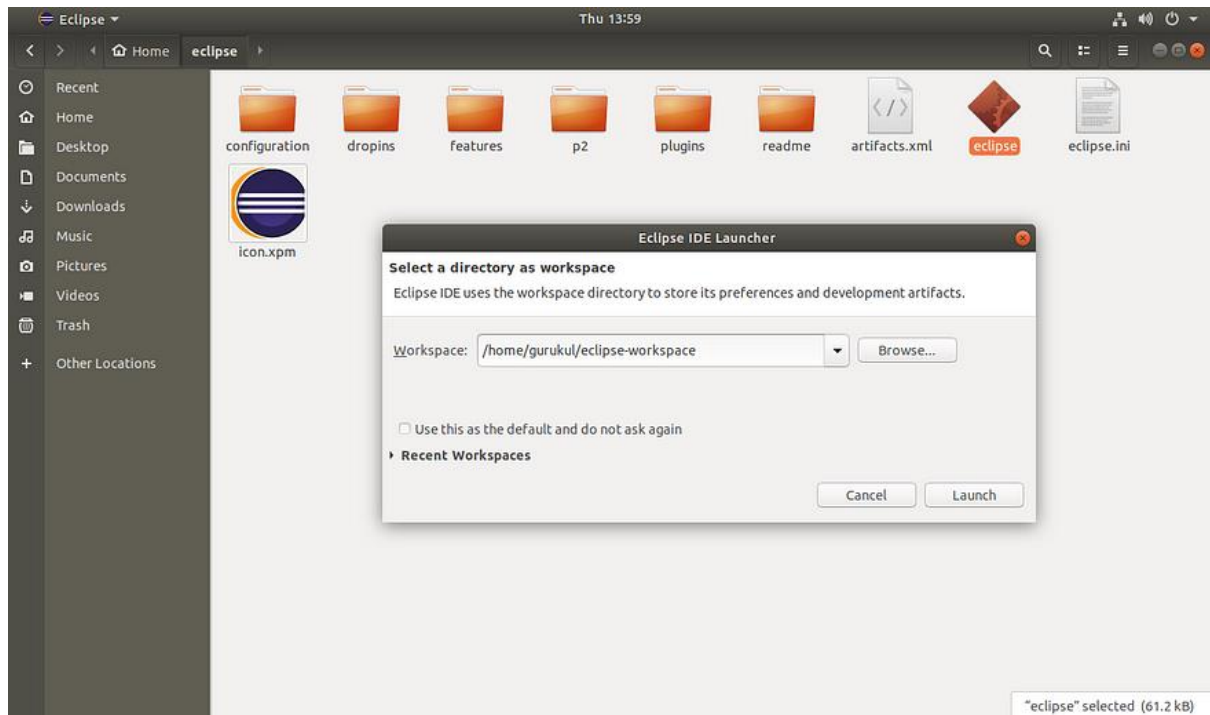 Eclipse
Thu 13:59
Home
eclipse
Recent
Home
Desktop
Documents
Downloads
Music
Pictures
Videos
Trash
+ Other Locations
configuration
dropins
features
p2
plugins
readme
artifacts.xml
eclipse
eclipse.ini
icon.xpm
Eclipse IDE Launcher
Select a directory as workspace
Eclipse IDE uses the workspace directory to store its preferences and development artifacts.
Workspace: /home/gurukul/eclipse-workspace
Browse...
Use this as the default and do not ask again
Recent Workspaces
Cancel
Launch
"eclipse" selected (61.2 kB)